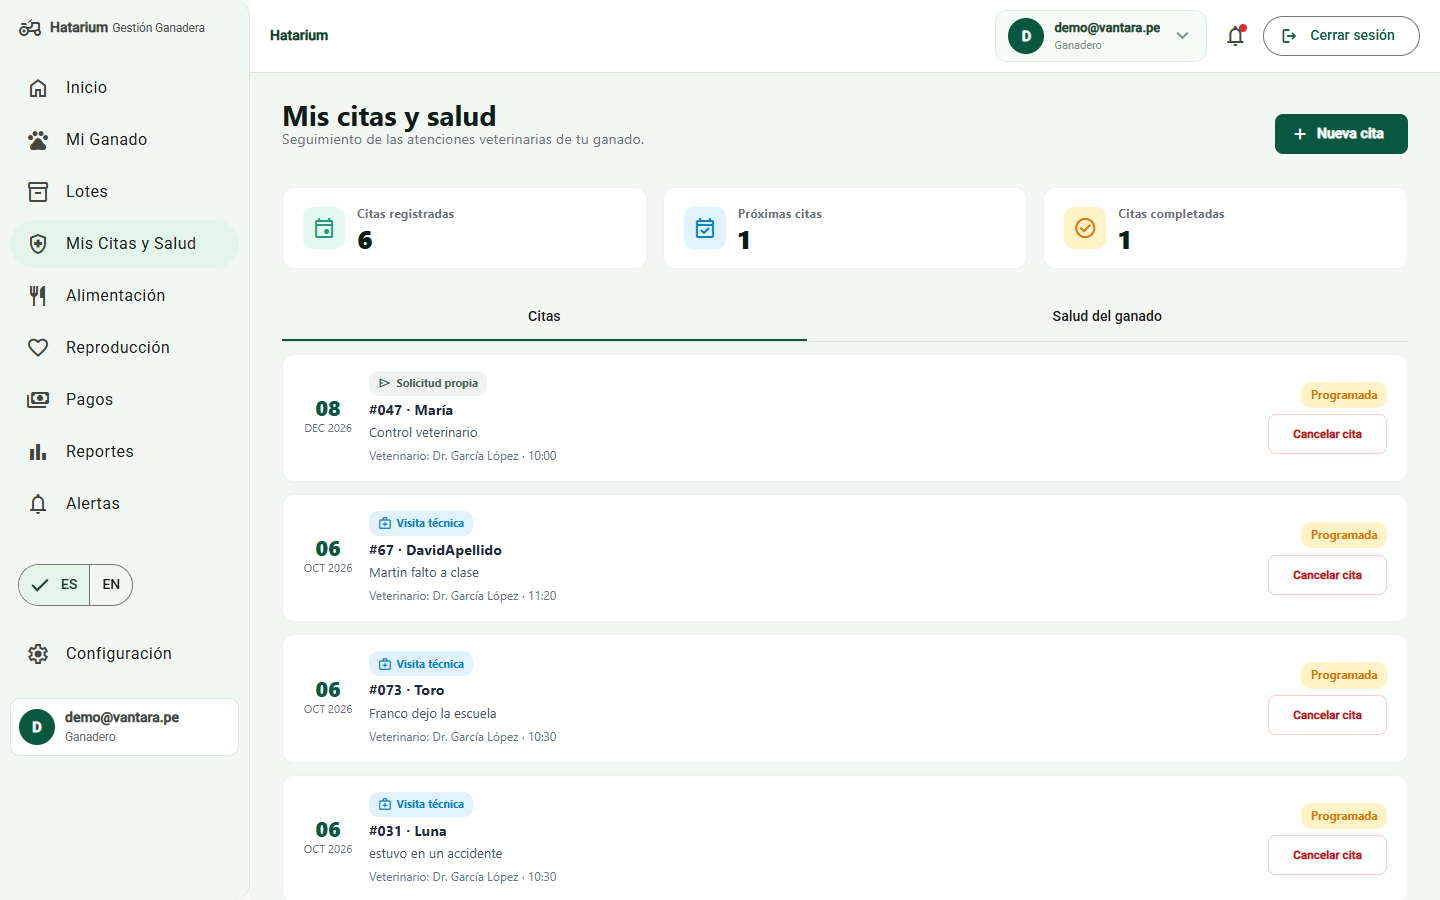 Hatarium Gestión Ganadera
Inicio
Mi Ganado
Lotes
Mis Citas y Salud
Alimentación
Reproducción
Pagos
Reportes
Alertas
ES
EN
Configuración
D
demo@vantara.pe
Ganadero
Hatarium
D
demo@vantara.pe
Ganadero
Cerrar sesión
Mis citas y salud
Seguimiento de las atenciones veterinarias de tu ganado.
Nueva cita
Citas registradas
6
Próximas citas
1
Citas completadas
1
Citas
Salud del ganado
08
DEC 2026
Solicitud propia
#047 · María
Control veterinario
Veterinario: Dr. García López · 10:00
Programada
Cancelar cita
06
OCT 2026
Visita técnica
#67 · DavidApellido
Martin falto a clase
Veterinario: Dr. García López · 11:20
Programada
Cancelar cita
06
OCT 2026
Visita técnica
#073 · Toro
Franco dejo la escuela
Veterinario: Dr. García López · 10:30
Programada
Cancelar cita
06
OCT 2026
Visita técnica
#031 · Luna
estuvo en un accidente
Veterinario: Dr. García López · 10:30
Programada
Cancelar cita